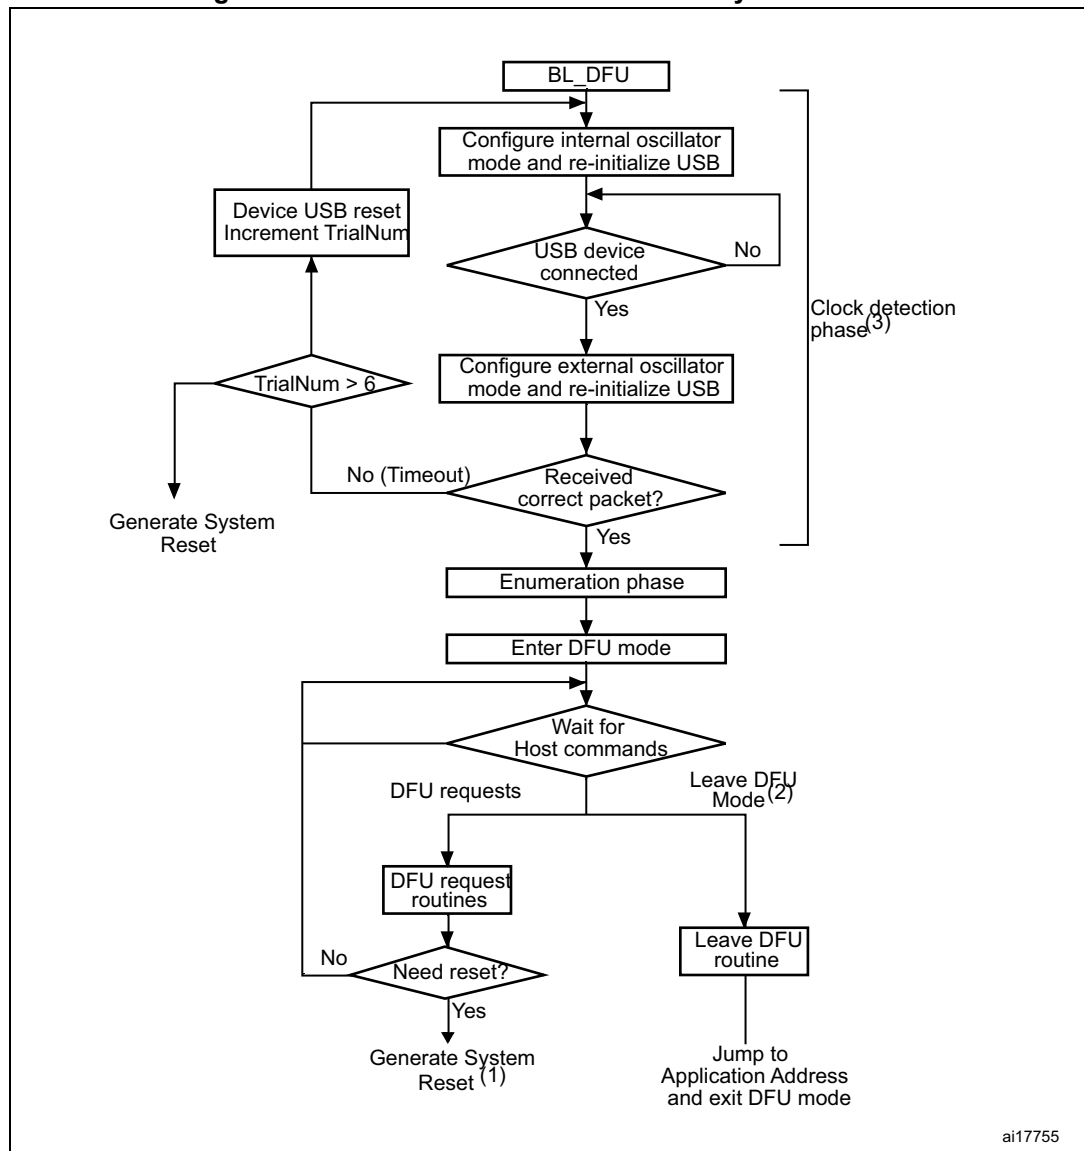 BL_DFU
Configure internal oscillator
mode and re-initialize USB
Device USB reset
Increment TrialNum
USB device
connected
No
Yes
Clock detection
phase(3)
Configure external oscillator
mode and re-initialize USB
TrialNum > 6
No (Timeout)
Received
correct packet?
Generate System
Reset
Yes
Enumeration phase
Enter DFU mode
Wait for
Host commands
DFU requests
Leave DFU
Mode(2)
DFU request
routines
Leave DFU
routine
No
Need reset?
Yes
Generate System
Reset (1)
Jump to
Application Address
and exit DFU mode
ai17755